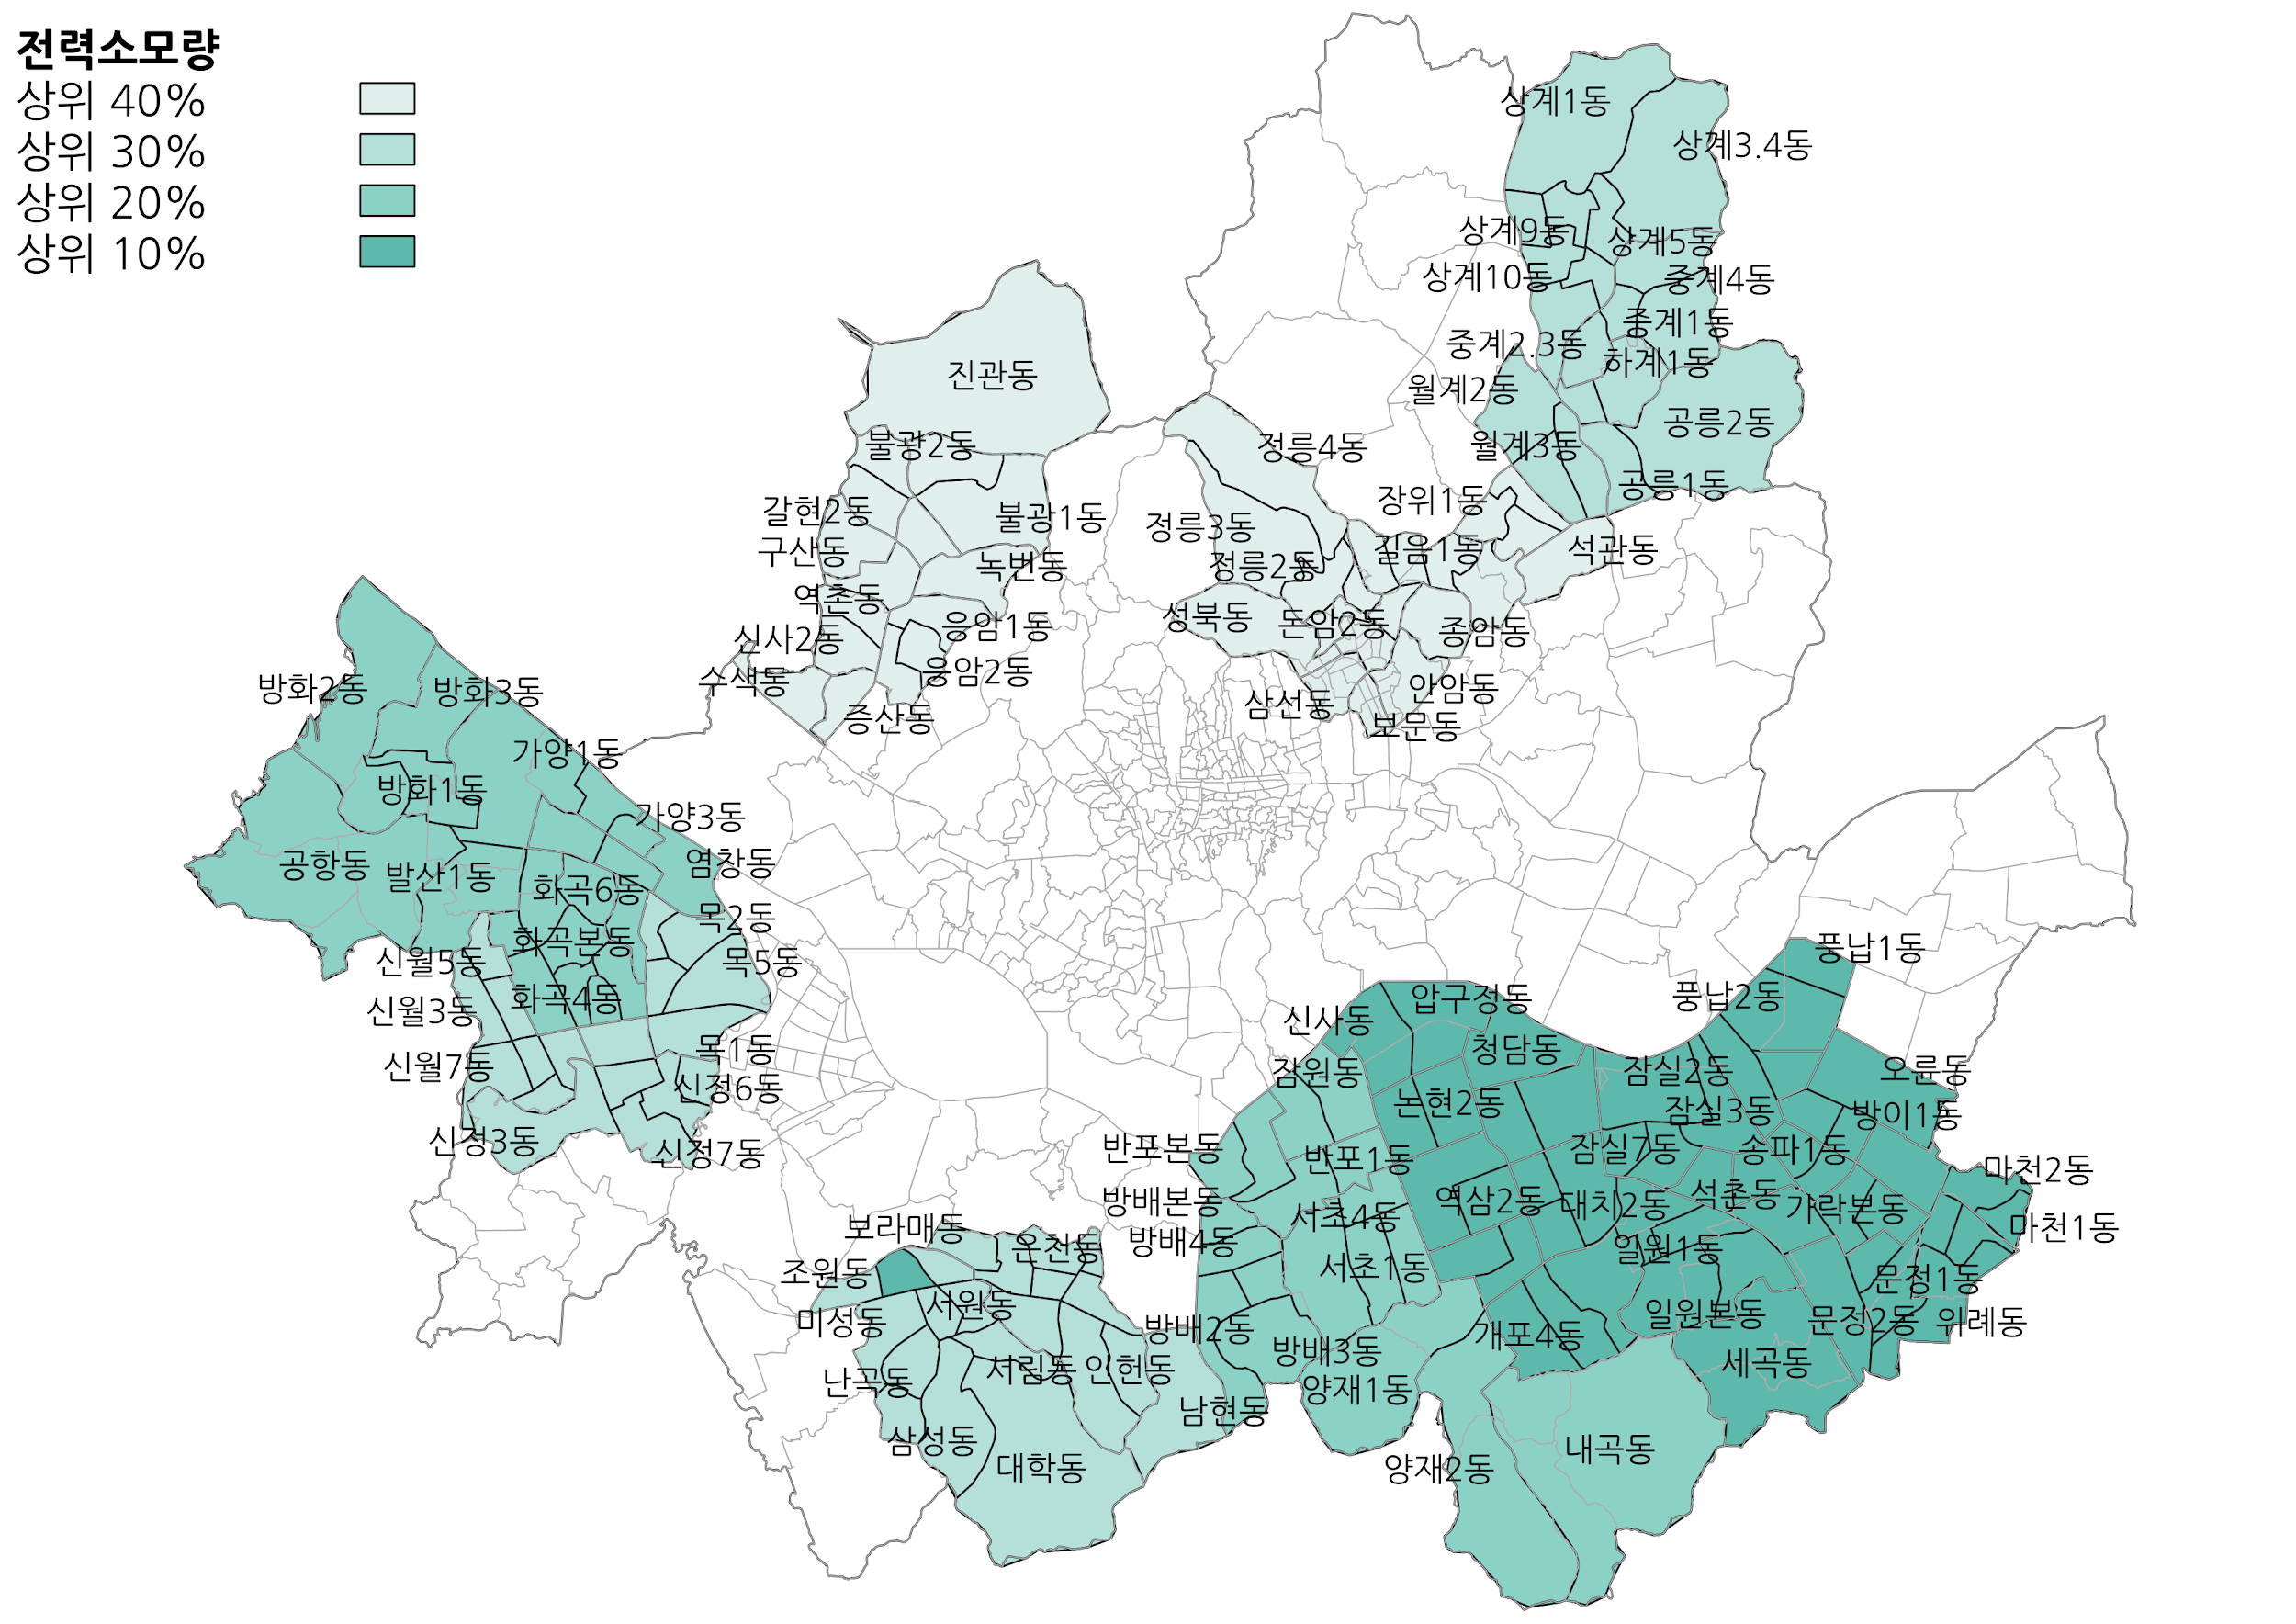 전력소모량
상위 40%
상위 30%
상위 20%
상위 10%
상계1동
상계3.4동
상계9동
상계5동
상계10동
중계4동
중계1동
중계2.3동
하계1동
진관동
월계2동
공릉2동
불광2동
정릉4동
월계3동
공릉1동
장위1동
갈현2동
불광1동
정릉3동
구산동
길음1동
석관동
녹번동
정릉2동
역촌동
성북동
돈암2동
종암동
신사2동
응암1동
수색동
응암2동
방화2동
방화3동
안암동
삼선동
증산동
보문동
가양1동
방화1동
가양3동
공항동
발산1동
화곡6동
염창동
목2동
화곡본동
풍납1동
신월5동
목5동
화곡4동
압구정동
풍납2동
신월3동
신사동
목1동
청담동
신월7동
잠원동
잠실2동
오륜동
신정6동
논현2동
잠실3동
방이1동
신정3동
신정7동
반포본동
반포1동
잠실7동
송파1동
마천2동
방배본동
역삼2동
대치2동
석촌동
가락본동
보라매동
서초4동
마천1동
은천동
방배4동
일원1동
조원동
서초1동
문정1동
서원동
미성동
방배2동
개포4동
일원본동
문정2동
위례동
방배3동
세곡동
난곡동
서림동
인헌동
양재1동
남현동
삼성동
대학동
양재2동
내곡동